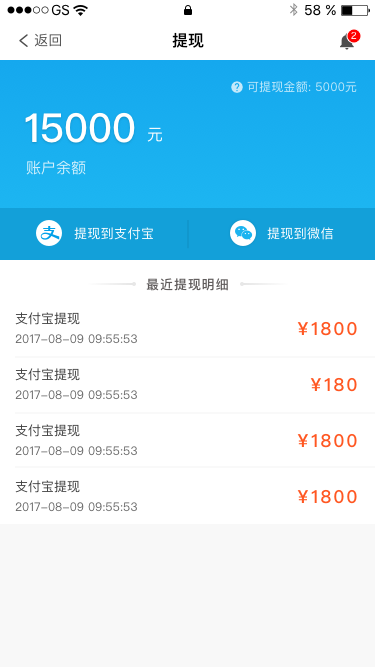 GS 58 %
返回 提现 2
可提现金额: 5000元
15000 元
账户余额
提现到支付宝 提现到微信
最近提现明细
支付宝提现
2017-08-09 09:55:53
¥1800
支付宝提现
2017-08-09 09:55:53
¥180
支付宝提现
2017-08-09 09:55:53
¥1800
支付宝提现
2017-08-09 09:55:53
¥1800